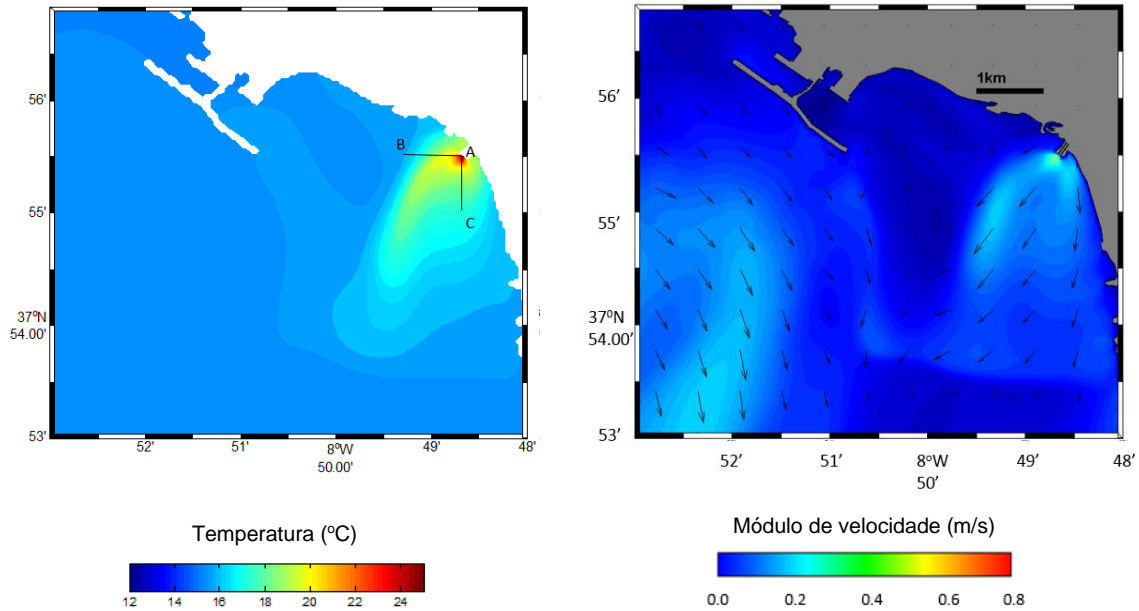 56'
55'
37ºN
54.00'
53'
B
A
C
52'
51'
8ºW
50.00'
49'
48'
Temperatura (ºC)
12 14 16 18 20 22 24
1km
56’
55’
37ºN
54.00’
53’
52’
51’
8ºW
50’
49’
48’
Módulo de velocidade (m/s)
0.0 0.2 0.4 0.6 0.8